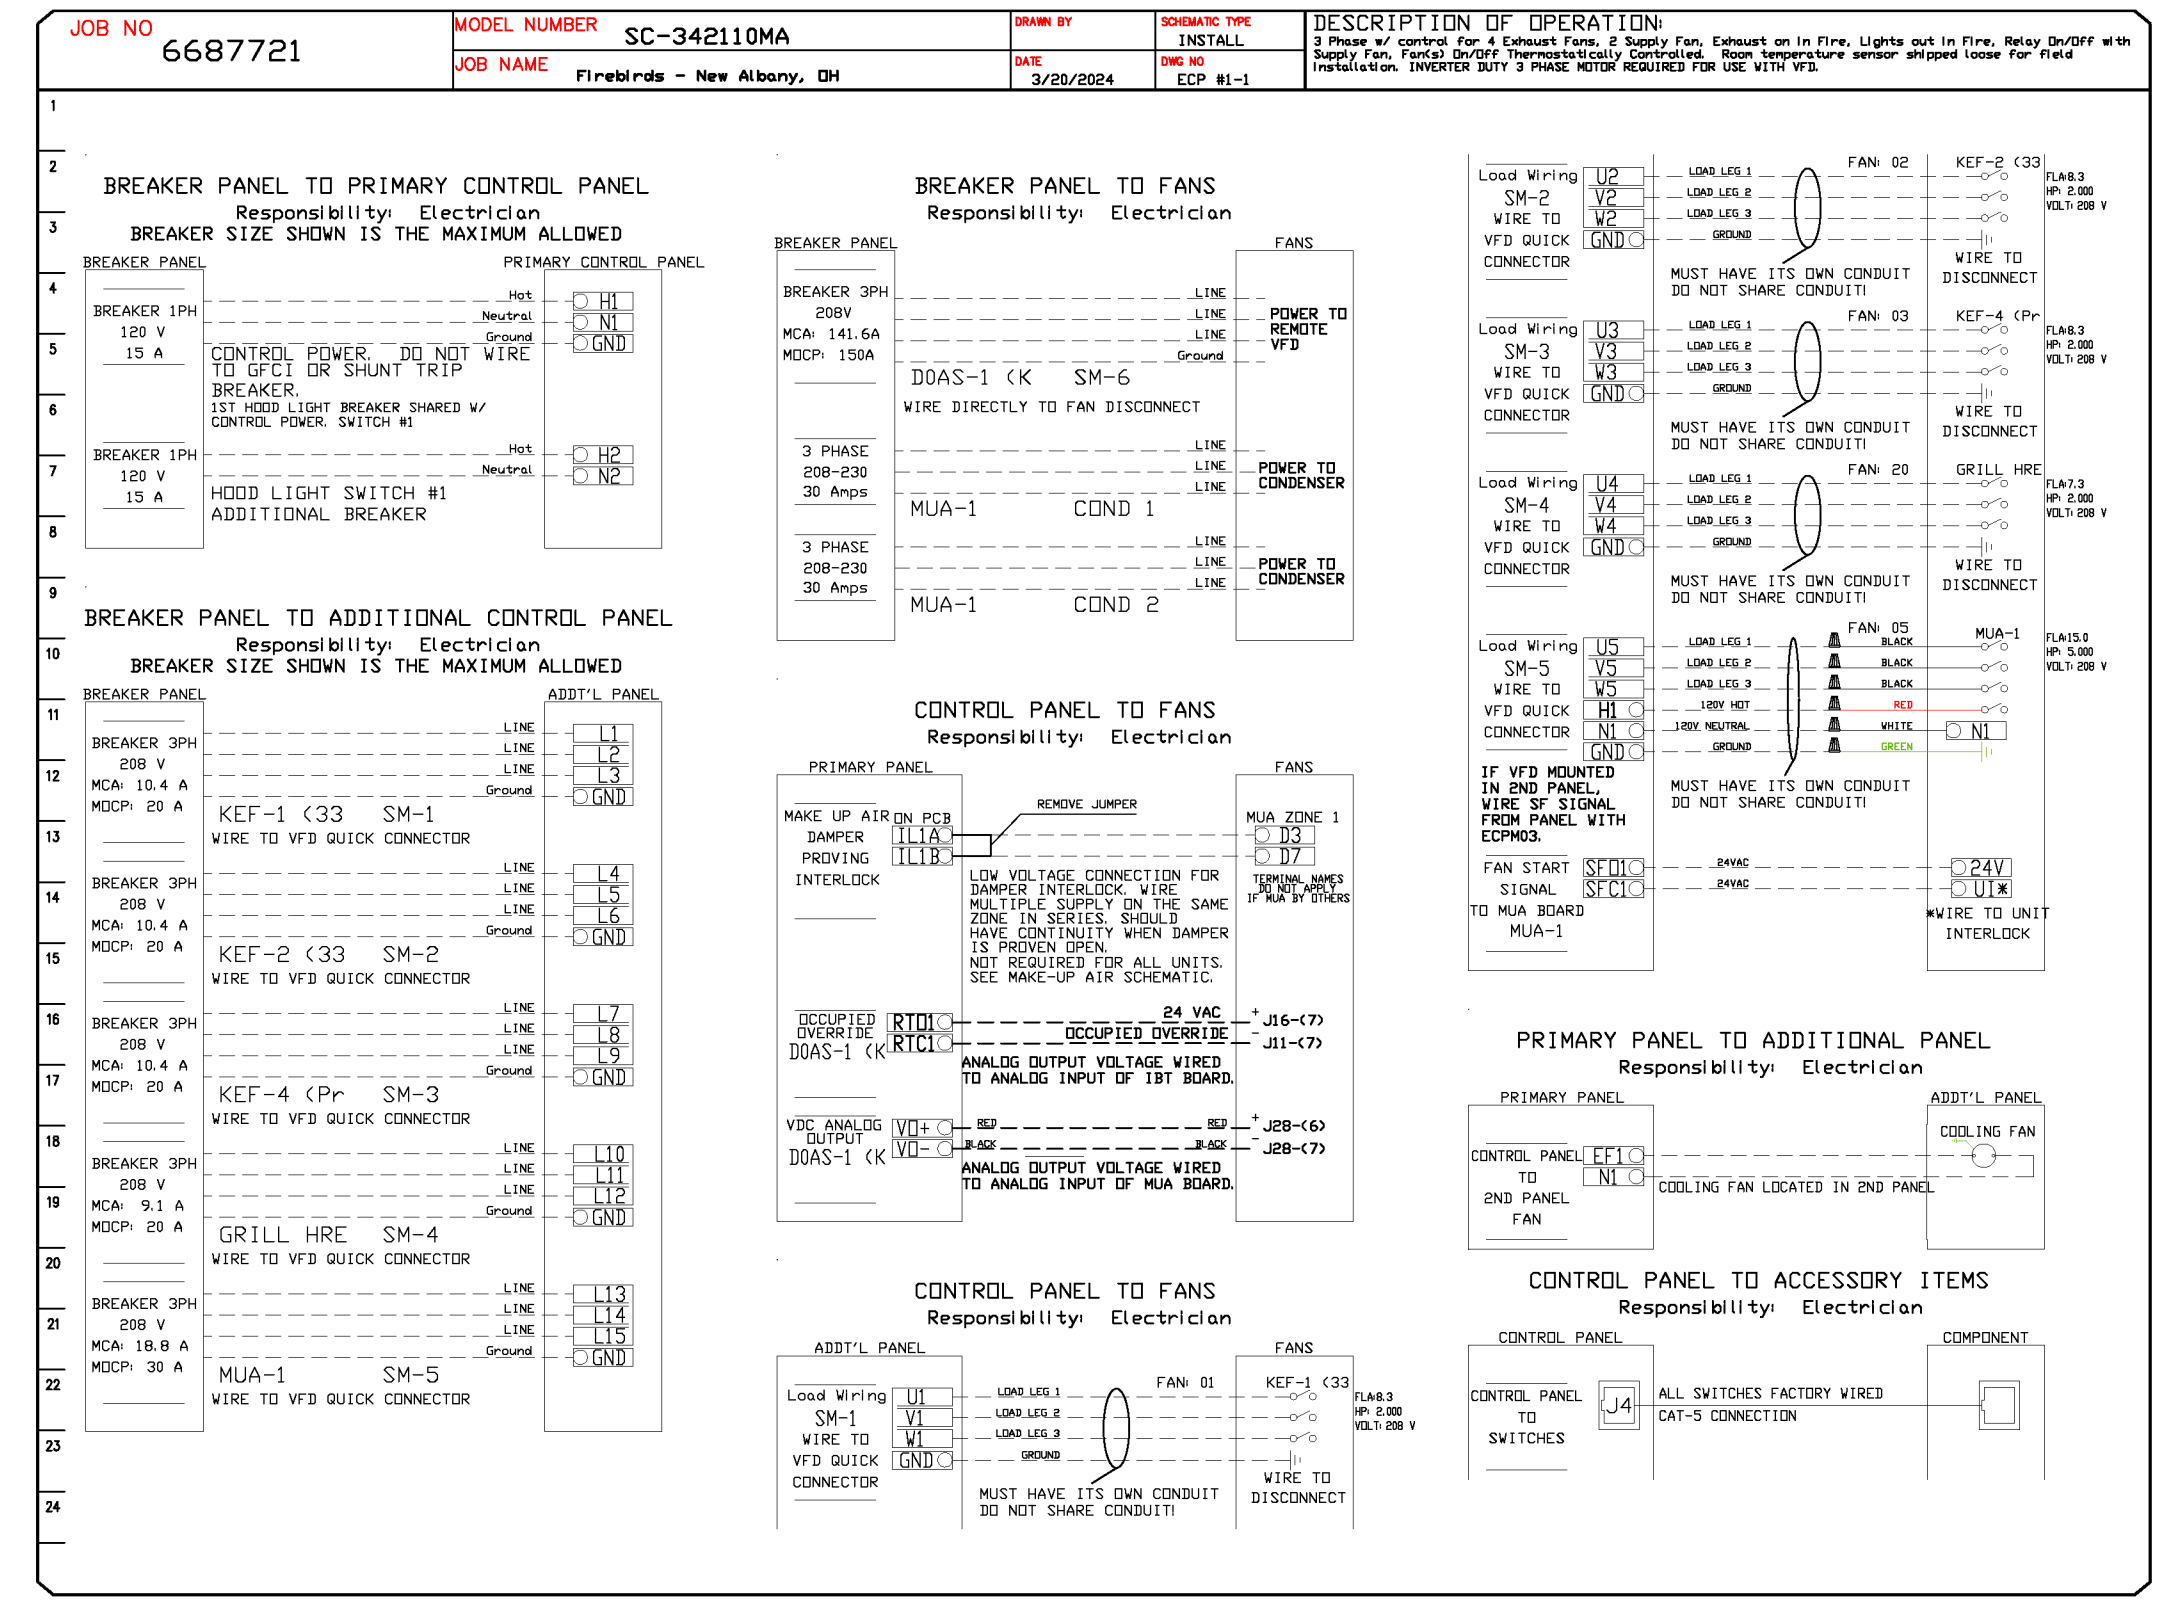 JOB NO
6687721
MODEL NUMBER
SC-342110MA
JOB NAME
Firebirds - New Albany, OH
DRAWN BY
DATE
3/20/2024
SCHEMATIC TYPE
INSTALL
DWG NO
ECP #1-1
DESCRIPTION OF OPERATION:
3 Phase w/ control for 4 Exhaust Fans, 2 Supply Fan, Exhaust on in Fire, Lights out in Fire, Relay On/Off with
Supply Fan, Fan(s) On/Off Thermostatically Controlled. Room temperature sensor shipped loose for field
installation. INVERTER DUTY 3 PHASE MOTOR REQUIRED FOR USE WITH VFD.
1
2
3
4
5
6
7
8
9
10
11
12
13
14
15
16
17
18
19
20
21
22
23
24
BREAKER PANEL TO PRIMARY CONTROL PANEL
Responsibility: Electrician
BREAKER SIZE SHOWN IS THE MAXIMUM ALLOWED
BREAKER PANEL
PRIMARY CONTROL PANEL
BREAKER 1PH
120 V
15 A
Hot
H1
Neutral
N1
Ground
GND
CONTROL POWER. DO NOT WIRE
TO GFCI OR SHUNT TRIP
BREAKER.
1ST HOOD LIGHT BREAKER SHARED W/
CONTROL POWER. SWITCH #1
BREAKER 1PH
120 V
15 A
Hot
H2
Neutral
N2
HOOD LIGHT SWITCH #1
ADDITIONAL BREAKER
BREAKER PANEL TO ADDITIONAL CONTROL PANEL
Responsibility: Electrician
BREAKER SIZE SHOWN IS THE MAXIMUM ALLOWED
BREAKER PANEL
ADDT'L PANEL
BREAKER 3PH
208 V
MCA: 10.4 A
MOCP: 20 A
LINE
L1
LINE
L2
LINE
L3
Ground
GND
KEF-1 (33 SM-1
WIRE TO VFD QUICK CONNECTOR
BREAKER 3PH
208 V
MCA: 10.4 A
MOCP: 20 A
LINE
L4
LINE
L5
LINE
L6
Ground
GND
KEF-2 (33 SM-2
WIRE TO VFD QUICK CONNECTOR
BREAKER 3PH
208 V
MCA: 10.4 A
MOCP: 20 A
LINE
L7
LINE
L8
LINE
L9
Ground
GND
KEF-4 (Pr SM-3
WIRE TO VFD QUICK CONNECTOR
BREAKER 3PH
208 V
MCA: 9.1 A
MOCP: 20 A
LINE
L10
LINE
L11
LINE
L12
Ground
GND
GRILL HRE SM-4
WIRE TO VFD QUICK CONNECTOR
BREAKER 3PH
208 V
MCA: 18.8 A
MOCP: 30 A
LINE
L13
LINE
L14
LINE
L15
Ground
GND
MUA-1 SM-5
WIRE TO VFD QUICK CONNECTOR
BREAKER PANEL TO FANS
Responsibility: Electrician
BREAKER PANEL
FANS
BREAKER 3PH
208V
MCA: 141.6A
MOCP: 150A
LINE
LINE
LINE
Ground
POWER TO
REMOTE
VFD
DOAS-1 (K SM-6
WIRE DIRECTLY TO FAN DISCONNECT
3 PHASE
208-230
30 Amps
LINE
LINE
LINE
POWER TO
CONDENSER
MUA-1 COND 1
3 PHASE
208-230
30 Amps
LINE
LINE
LINE
POWER TO
CONDENSER
MUA-1 COND 2
CONTROL PANEL TO FANS
Responsibility: Electrician
PRIMARY PANEL
FANS
MAKE UP AIR
DAMPER
PROVING
INTERLOCK
ON PCB
IL1A
IL1B
REMOVE JUMPER
MUA ZONE 1
D3
D7
TERMINAL NAMES
DO NOT APPLY
IF MUA BY OTHERS
LOW VOLTAGE CONNECTION FOR
DAMPER INTERLOCK. WIRE
MULTIPLE SUPPLY ON THE SAME
ZONE IN SERIES. SHOULD
HAVE CONTINUITY WHEN DAMPER
IS PROVEN OPEN.
NOT REQUIRED FOR ALL UNITS.
SEE MAKE-UP AIR SCHEMATIC.
OCCUPIED
OVERRIDE
DOAS-1 (K
RTO1
RTC1
24 VAC
OCCUPIED OVERRIDE
+ J16-(7)
- J11-(7)
ANALOG OUTPUT VOLTAGE WIRED
TO ANALOG INPUT OF IBT BOARD.
VDC ANALOG
OUTPUT
DOAS-1 (K
VO+
VO-
RED
RED
BLACK
BLACK
+ J28-(6)
- J28-(7)
ANALOG OUTPUT VOLTAGE WIRED
TO ANALOG INPUT OF MUA BOARD.
CONTROL PANEL TO FANS
Responsibility: Electrician
ADDT'L PANEL
FANS
Load Wiring
SM-1
WIRE TO
VFD QUICK
CONNECTOR
U1
V1
W1
GND
LOAD LEG 1
LOAD LEG 2
LOAD LEG 3
GROUND
FAN: 01
KEF-1 (33
FLA:8.3
HP: 2.000
VOLT: 208 V
WIRE TO
DISCONNECT
MUST HAVE ITS OWN CONDUIT
DO NOT SHARE CONDUIT!
Load Wiring
SM-2
WIRE TO
VFD QUICK
CONNECTOR
U2
V2
W2
GND
LOAD LEG 1
LOAD LEG 2
LOAD LEG 3
GROUND
FAN: 02
KEF-2 (33
FLA:8.3
HP: 2.000
VOLT: 208 V
WIRE TO
DISCONNECT
MUST HAVE ITS OWN CONDUIT
DO NOT SHARE CONDUIT!
Load Wiring
SM-3
WIRE TO
VFD QUICK
CONNECTOR
U3
V3
W3
GND
LOAD LEG 1
LOAD LEG 2
LOAD LEG 3
GROUND
FAN: 03
KEF-4 (Pr
FLA:8.3
HP: 2.000
VOLT: 208 V
WIRE TO
DISCONNECT
MUST HAVE ITS OWN CONDUIT
DO NOT SHARE CONDUIT!
Load Wiring
SM-4
WIRE TO
VFD QUICK
CONNECTOR
U4
V4
W4
GND
LOAD LEG 1
LOAD LEG 2
LOAD LEG 3
GROUND
FAN: 20
GRILL HRE
FLA:7.3
HP: 2.000
VOLT: 208 V
WIRE TO
DISCONNECT
MUST HAVE ITS OWN CONDUIT
DO NOT SHARE CONDUIT!
Load Wiring
SM-5
WIRE TO
VFD QUICK
CONNECTOR
U5
V5
W5
H1
N1
GND
LOAD LEG 1
LOAD LEG 2
LOAD LEG 3
120V HOT
120V NEUTRAL
GROUND
FAN: 05
BLACK
BLACK
BLACK
RED
WHITE
GREEN
MUA-1
N1
FLA:15.0
HP: 5.000
VOLT: 208 V
IF VFD MOUNTED
IN 2ND PANEL,
WIRE SF SIGNAL
FROM PANEL WITH
ECPM03.
MUST HAVE ITS OWN CONDUIT
DO NOT SHARE CONDUIT!
FAN START
SIGNAL
TO MUA BOARD
MUA-1
SFO1
SFC1
24VAC
24VAC
24V
UI*
*WIRE TO UNIT
INTERLOCK
PRIMARY PANEL TO ADDITIONAL PANEL
Responsibility: Electrician
PRIMARY PANEL
ADDT'L PANEL
CONTROL PANEL
TO
2ND PANEL
FAN
EF1
N1
COOLING FAN
COOLING FAN LOCATED IN 2ND PANEL
CONTROL PANEL TO ACCESSORY ITEMS
Responsibility: Electrician
CONTROL PANEL
COMPONENT
CONTROL PANEL
TO
SWITCHES
J4
ALL SWITCHES FACTORY WIRED
CAT-5 CONNECTION